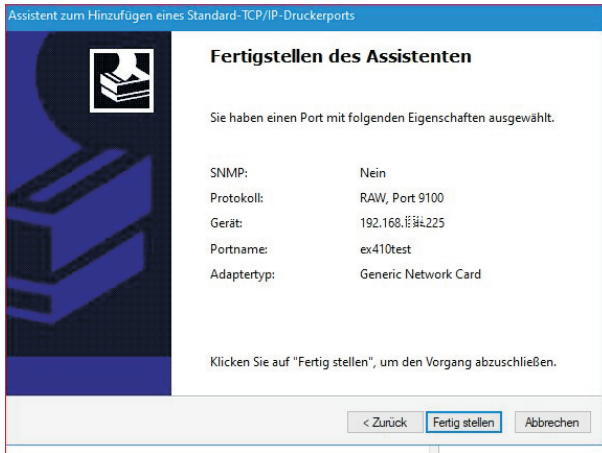 Assistent zum Hinzufügen eines Standard-TCP/IP-Druckerports
Fertigstellen des Assistenten
Sie haben einen Port mit folgenden Eigenschaften ausgewählt.
SNMP: Nein
Protokoll: RAW, Port 9100
Gerät:
Portname: ex410test
Adaptertyp: Generic Network Card
Klicken Sie auf "Fertig stellen", um den Vorgang abzuschließen.
< Zurück Fertig stellen Abbrechen